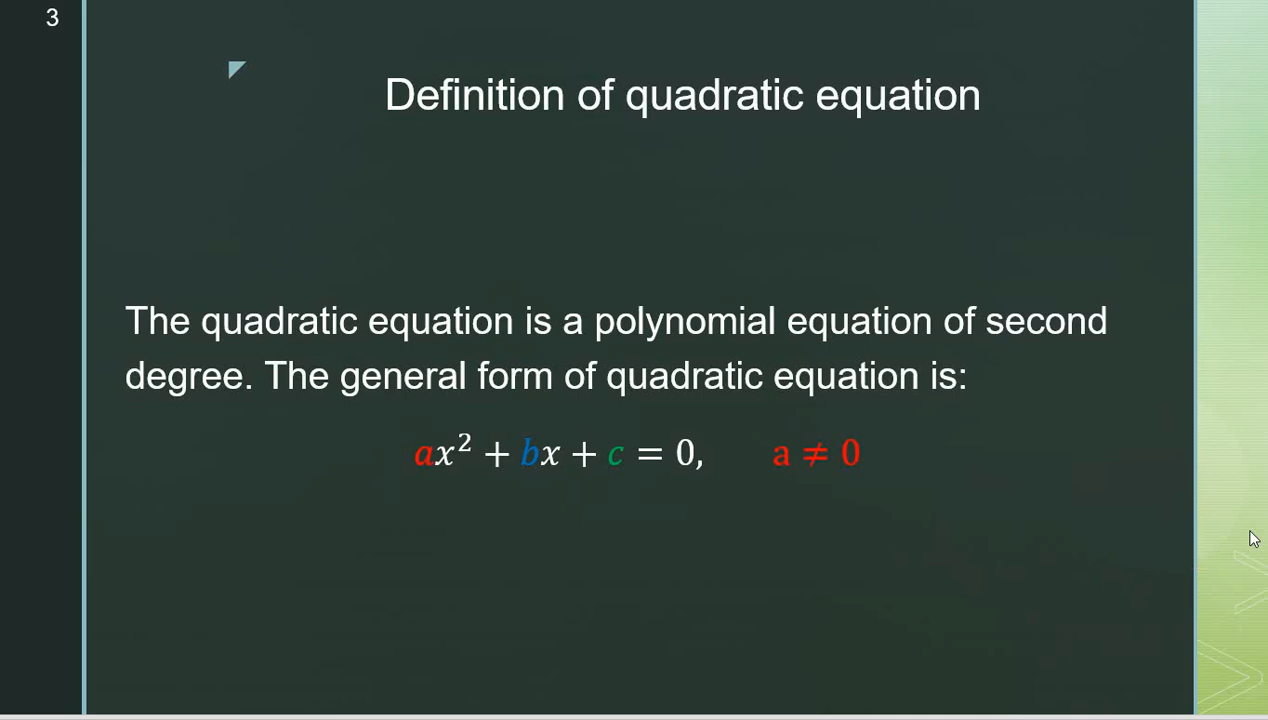 3
Definition of quadratic equation
The quadratic equation is a polynomial equation of second
degree. The general form of quadratic equation is:
ax² + bx + c = 0, a ≠ 0